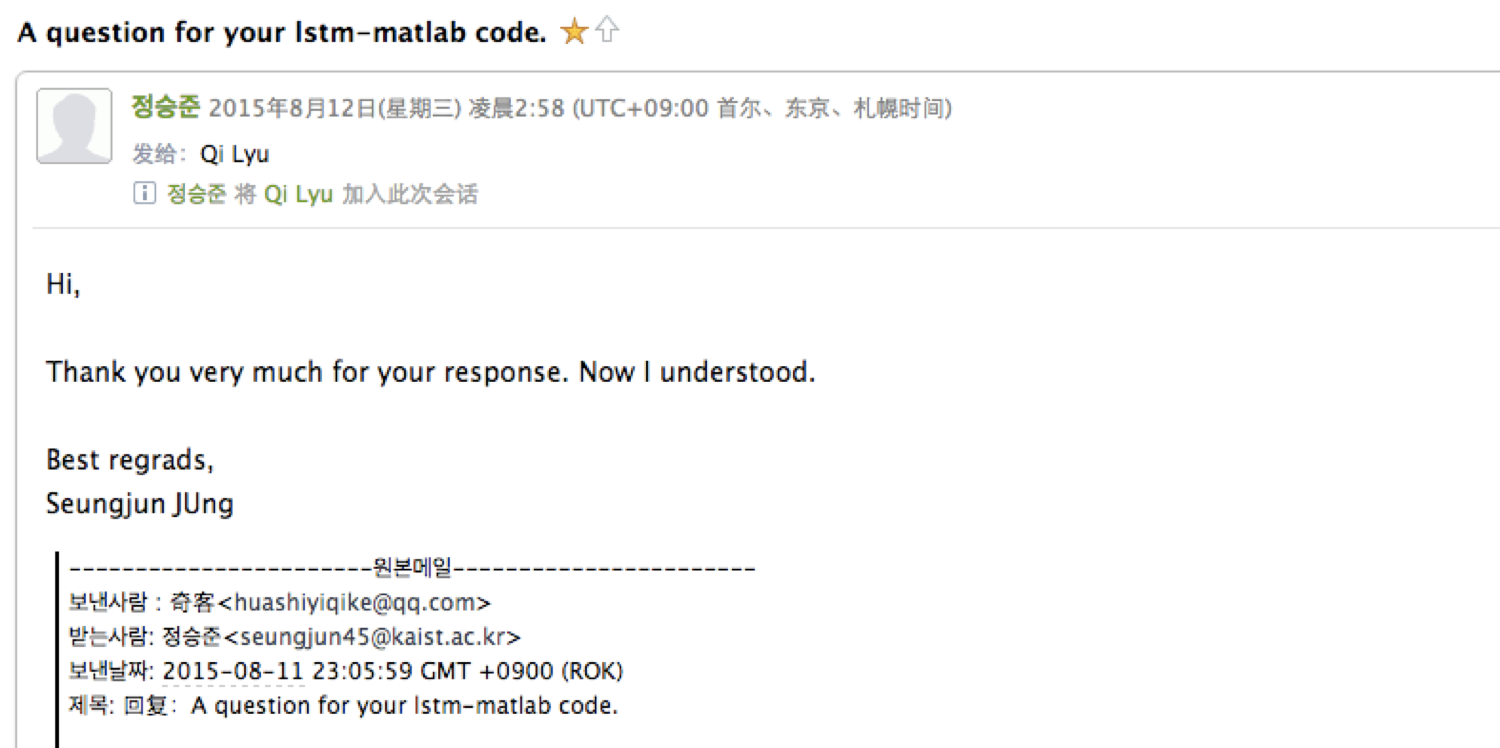 A question for your lstm-matlab code.
정승준 2015年8月12日(星期三) 凌晨2:58 (UTC+09:00 首尔、东京、札幌时间)
发给: Qi Lyu
정승준 将 Qi Lyu 加入此次会话
Hi,
Thank you very much for your response. Now I understood.
Best regrads,
Seungjun JUng
-----------------------원본메일-----------------------
보낸사람 : 奇客<huashiyiqike@qq.com>
받는사람: 정승준<seungjun45@kaist.ac.kr>
보낸날짜: 2015-08-11 23:05:59 GMT +0900 (ROK)
제목: 回复: A question for your lstm-matlab code.